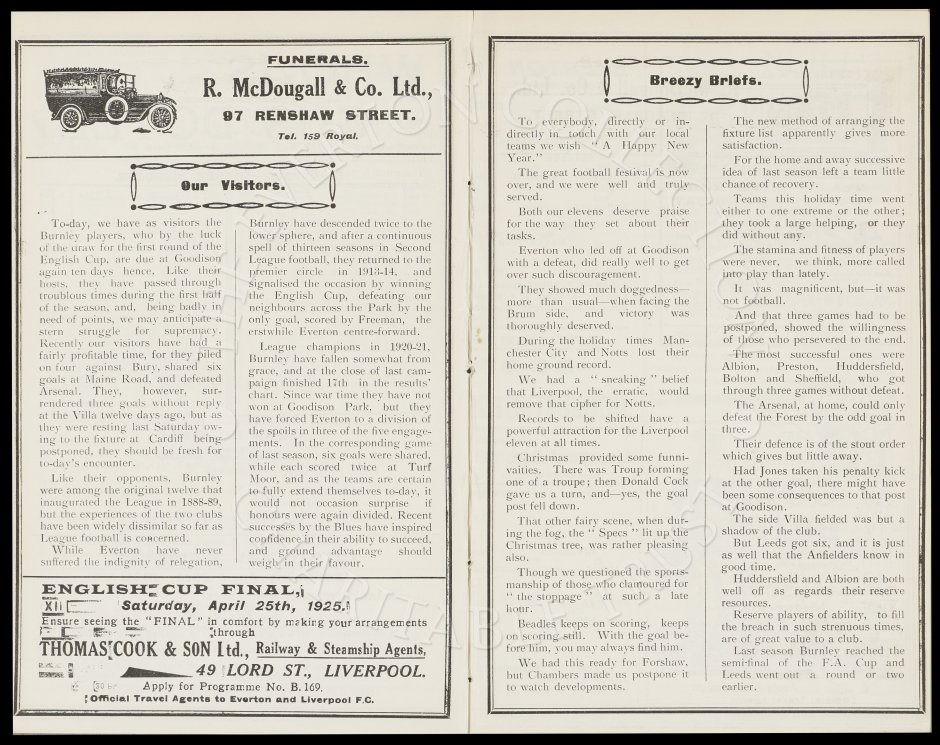 FUNERALS.
R. McDougall & Co. Ltd.,
97 RENSHAW STREET.
Tel. 159 Royal.
Our Visitors.
To-day, we have as visitors the
Burnley players, who by the luck
of the draw for the first round of the
English Cup, are due at Goodison
again ten days hence. Like their
hosts, they have passed through
troublous times during the first half
of the season, and, being badly in
need of points, we may anticipate a
stern struggle for supremacy.
Recently our visitors have had a
fairly profitable time, for they piled
on four against Bury, shared six
goals at Maine Road, and defeated
Arsenal. They, however, sur-
rendered three goals without reply
at the Villa twelve days ago, but as
they were resting last Saturday ow-
ing to the fixture at Cardiff being
postponed, they should be fresh for
to-day's encounter.
Like their opponents, Burnley
were among the original twelve that
inaugurated the League in 1888-89,
but the experiences of the two clubs
have been widely dissimilar so far as
League football is concerned.
While Everton have never
suffered the indignity of relegation,
Burnley have descended twice to the
lower sphere, and after a continuous
spell of thirteen seasons in Second
League football, they returned to the
premier circle in 1913-14, and
signalised the occasion by winning
the English Cup, defeating our
neighbours across the Park by the
only goal, scored by Freeman, the
erstwhile Everton centre-forward.
League champions in 1920-21,
Burnley have fallen somewhat from
grace, and at the close of last cam-
paign finished 17th in the results'
chart. Since war time they have not
won at Goodison Park, but they
have forced Everton to a division of
the spoils in three of the five engage-
ments. In the corresponding game
of last season, six goals were shared,
while each scored twice at Turf
Moor, and as the teams are certain
to fully extend themselves to-day, it
would not occasion surprise if
honours were again divided. Recent
successes by the Blues have inspired
confidence in their ability to succeed,
and ground advantage should
weigh in their favour.
ENGLISH CUP FINAL,
Saturday, April 25th, 1925.
Ensure seeing the "FINAL" in comfort by making your arrangements
through
THOMAS COOK & SON Ltd., Railway & Steamship Agents,
49 LORD ST., LIVERPOOL.
Apply for Programme No. B.169.
Official Travel Agents to Everton and Liverpool F.C.
Breezy Briefs.
To everybody, directly or in-
directly in touch with our local
teams we wish "A Happy New
Year."
The great football festival is now
over, and we were well and truly
served.
Both our elevens deserve praise
for the way they set about their
tasks.
Everton who led off at Goodison
with a defeat, did really well to get
over such discouragement.
They showed much doggedness—
more than usual—when facing the
Brum side, and victory was
thoroughly deserved.
During the holiday times Man-
chester City and Notts lost their
home ground record.
We had a "sneaking" belief
that Liverpool, the erratic, would
remove that cipher for Notts.
Records to be shifted have a
powerful attraction for the Liverpool
eleven at all times.
Christmas provided some funni-
vaities. There was Troup forming
one of a troupe; then Donald Cock
gave us a turn, and—yes, the goal
post fell down.
That other fairy scene, when dur-
ing the fog, the "Specs" lit up the
Christmas tree, was rather pleasing
also.
Though we questioned the sports-
manship of those who clamoured for
"the stoppage" at such a late
hour.
Beadles keeps on scoring, keeps
on scoring still. With the goal be-
fore him, you may always find him.
We had this ready for Forshaw,
but Chambers made us postpone it
to watch developments.
The new method of arranging the
fixture list apparently gives more
satisfaction.
For the home and away successive
idea of last season left a team little
chance of recovery.
Teams this holiday time went
either to one extreme or the other;
they took a large helping, or they
did without any.
The stamina and fitness of players
were never, we think, more called
into play than lately.
It was magnificent, but—it was
not football.
And that three games had to be
postponed, showed the willingness
of those who persevered to the end.
The most successful ones were
Albion, Preston, Huddersfield,
Bolton and Sheffield, who got
through three games without defeat.
The Arsenal, at home, could only
defeat the Forest by the odd goal in
three.
Their defence is of the stout order
which gives but little away.
Had Jones taken his penalty kick
at the other goal, there might have
been some consequences to that post
at Goodison.
The side Villa fielded was but a
shadow of the club.
But Leeds got six, and it is just
as well that the Anfielders know in
good time.
Huddersfield and Albion are both
well off as regards their reserve
resources.
Reserve players of ability, to fill
the breach in such strenuous times,
are of great value to a club.
Last season Burnley reached the
semi-final of the F.A. Cup and
Leeds went out a round or two
earlier.